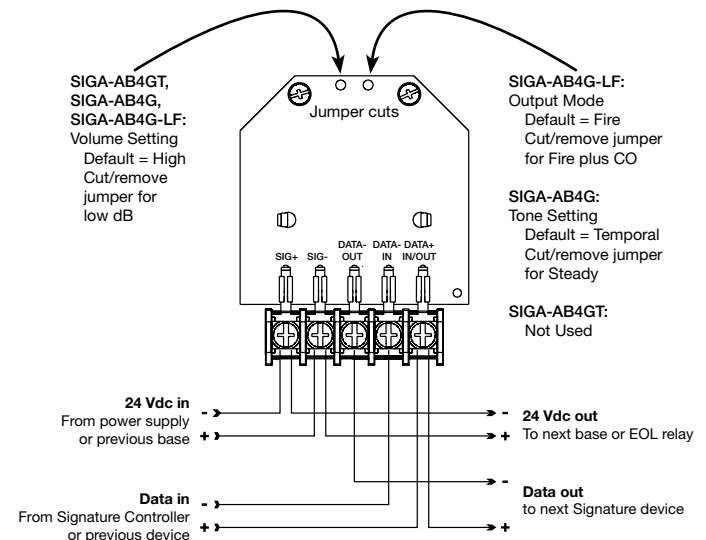 SIGA-AB4GT,
SIGA-AB4G,
SIGA-AB4G-LF:
Volume Setting
Default = High
Cut/remove
jumper for
low dB
Jumper cuts
SIGA-AB4G-LF:
Output Mode
Default = Fire
Cut/remove jumper
for Fire plus CO
SIGA-AB4G:
Tone Setting
Default = Temporal
Cut/remove jumper
for Steady
SIGA-AB4GT:
Not Used
SIG+ SIG- DATA- OUT DATA- IN DATA+ IN/OUT
24 Vdc in
From power supply
or previous base
-
+
-
+
24 Vdc out
To next base or EOL relay
Data in
From Signature Controller
or previous device
-
+
-
+
Data out
to next Signature device